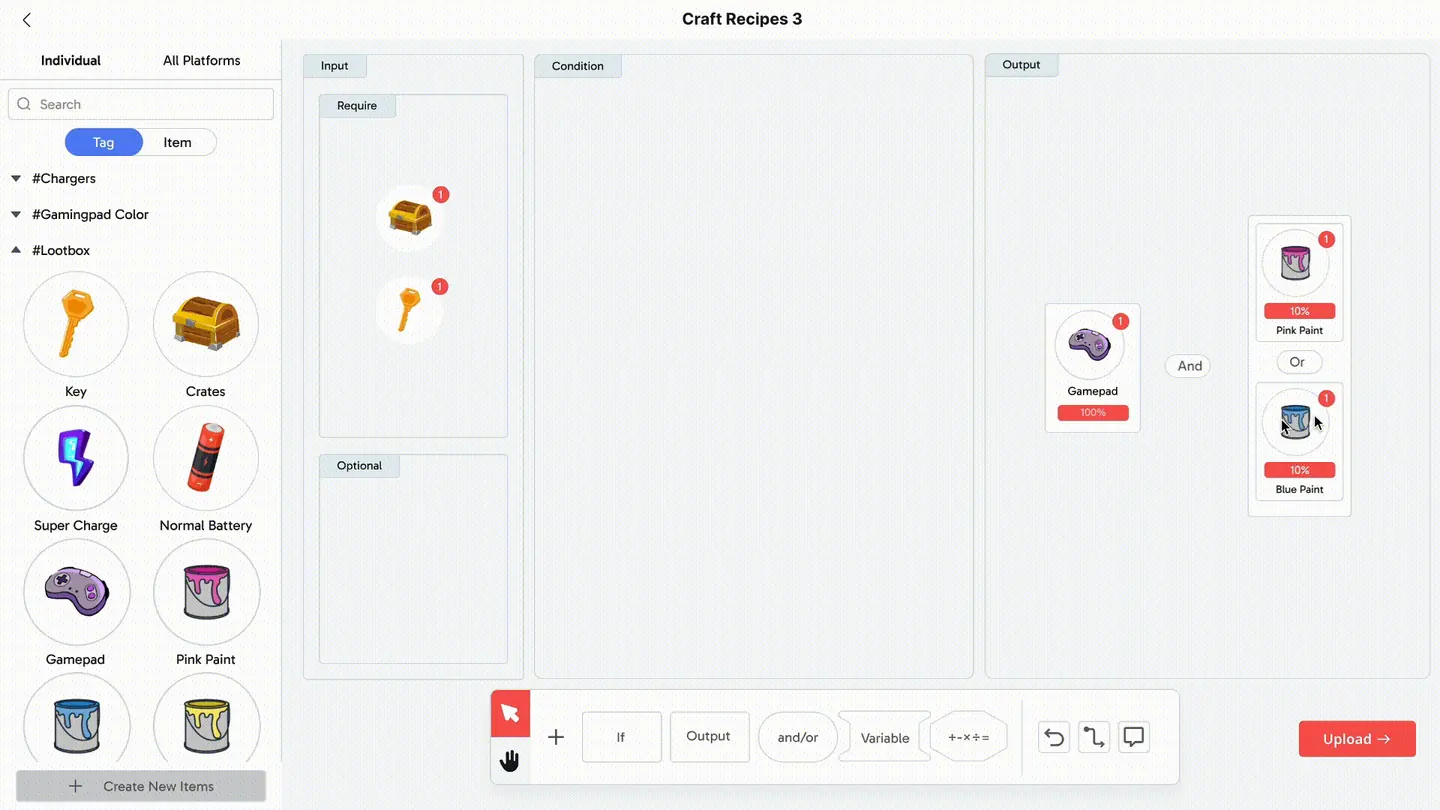 Craft Recipes 3
Individual
All Platforms
Search
Tag
Item
#Chargers
#Gamingpad Color
#Lootbox
Key
Crates
Super Charge
Normal Battery
Gamepad
Pink Paint
Create New Items
Input
Require
1
1
Optional
Condition
Output
1
Gamepad
100%
And
1
10%
Pink Paint
Or
1
10%
Blue Paint
If
Output
and/or
Variable
+-×÷=
Upload →